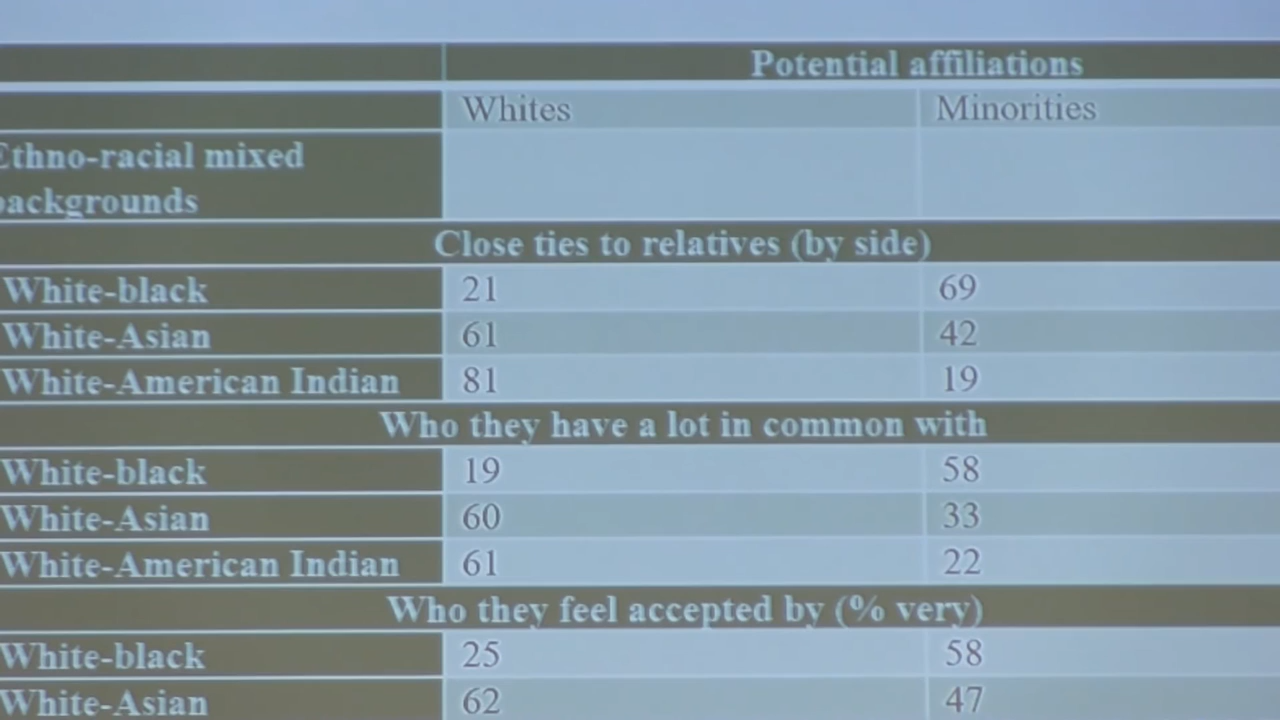 Potential affiliations
Whites Minorities
Ethno-racial mixed
backgrounds
Close ties to relatives (by side)
White-black 21 69
White-Asian 61 42
White-American Indian 81 19
Who they have a lot in common with
White-black 19 58
White-Asian 60 33
White-American Indian 61 22
Who they feel accepted by (% very)
White-black 25 58
White-Asian 62 47